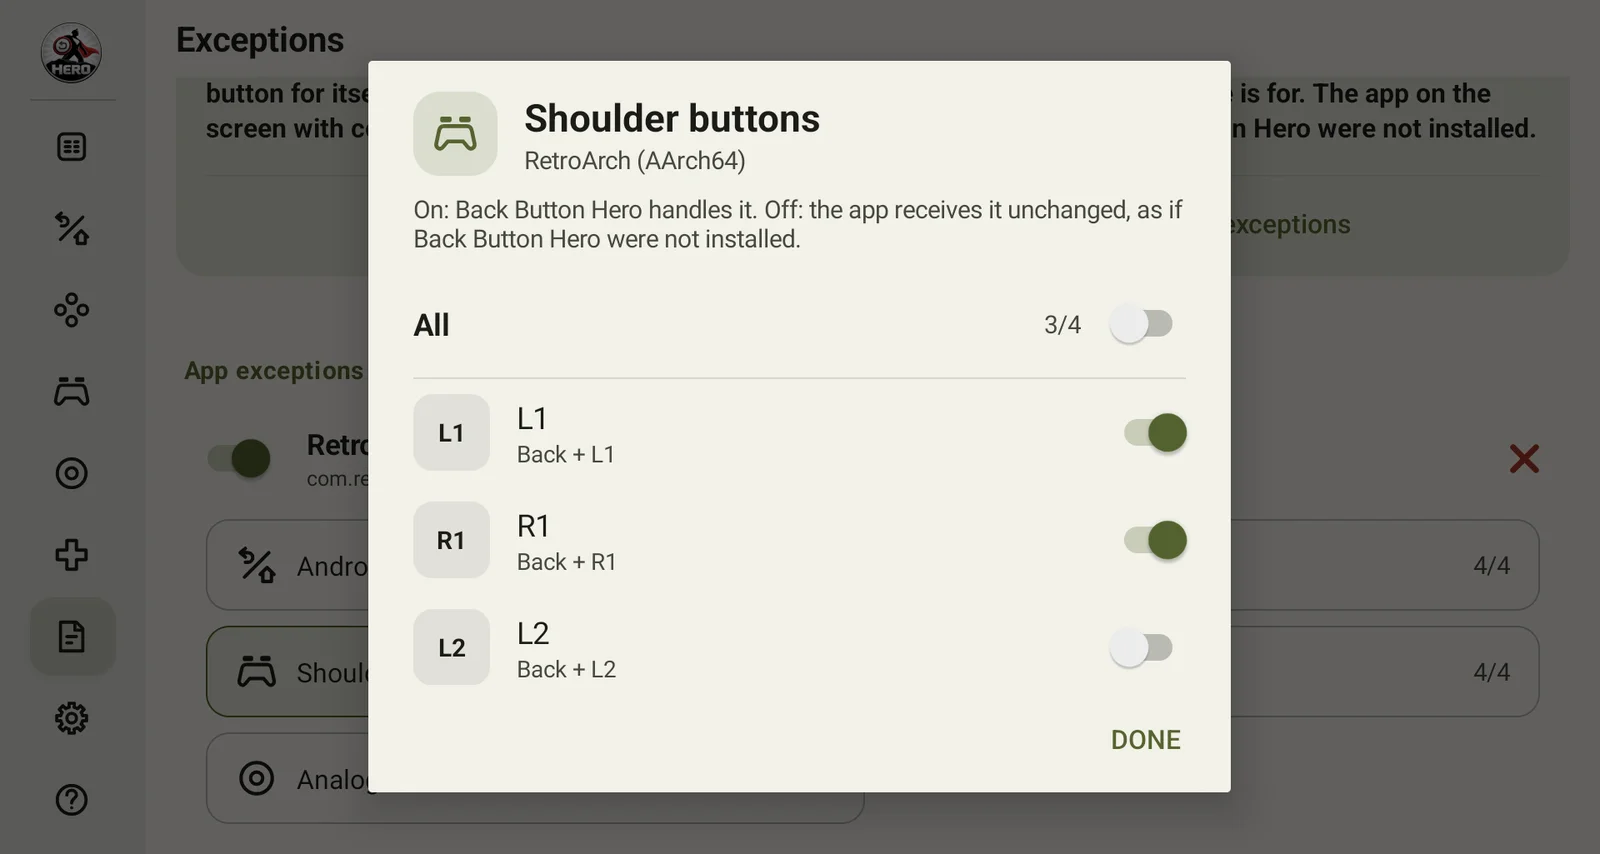 HERO
Exceptions
button for itse
is for. The app on the
screen with c
n Hero were not installed.
exceptions
Shoulder buttons
RetroArch (AArch64)
On: Back Button Hero handles it. Off: the app receives it unchanged, as if
Back Button Hero were not installed.
All
3/4
L1
L1
Back + L1
R1
R1
Back + R1
L2
L2
Back + L2
DONE
App exceptions
Retro
com.re
Andro
4/4
Shoul
4/4
Analog